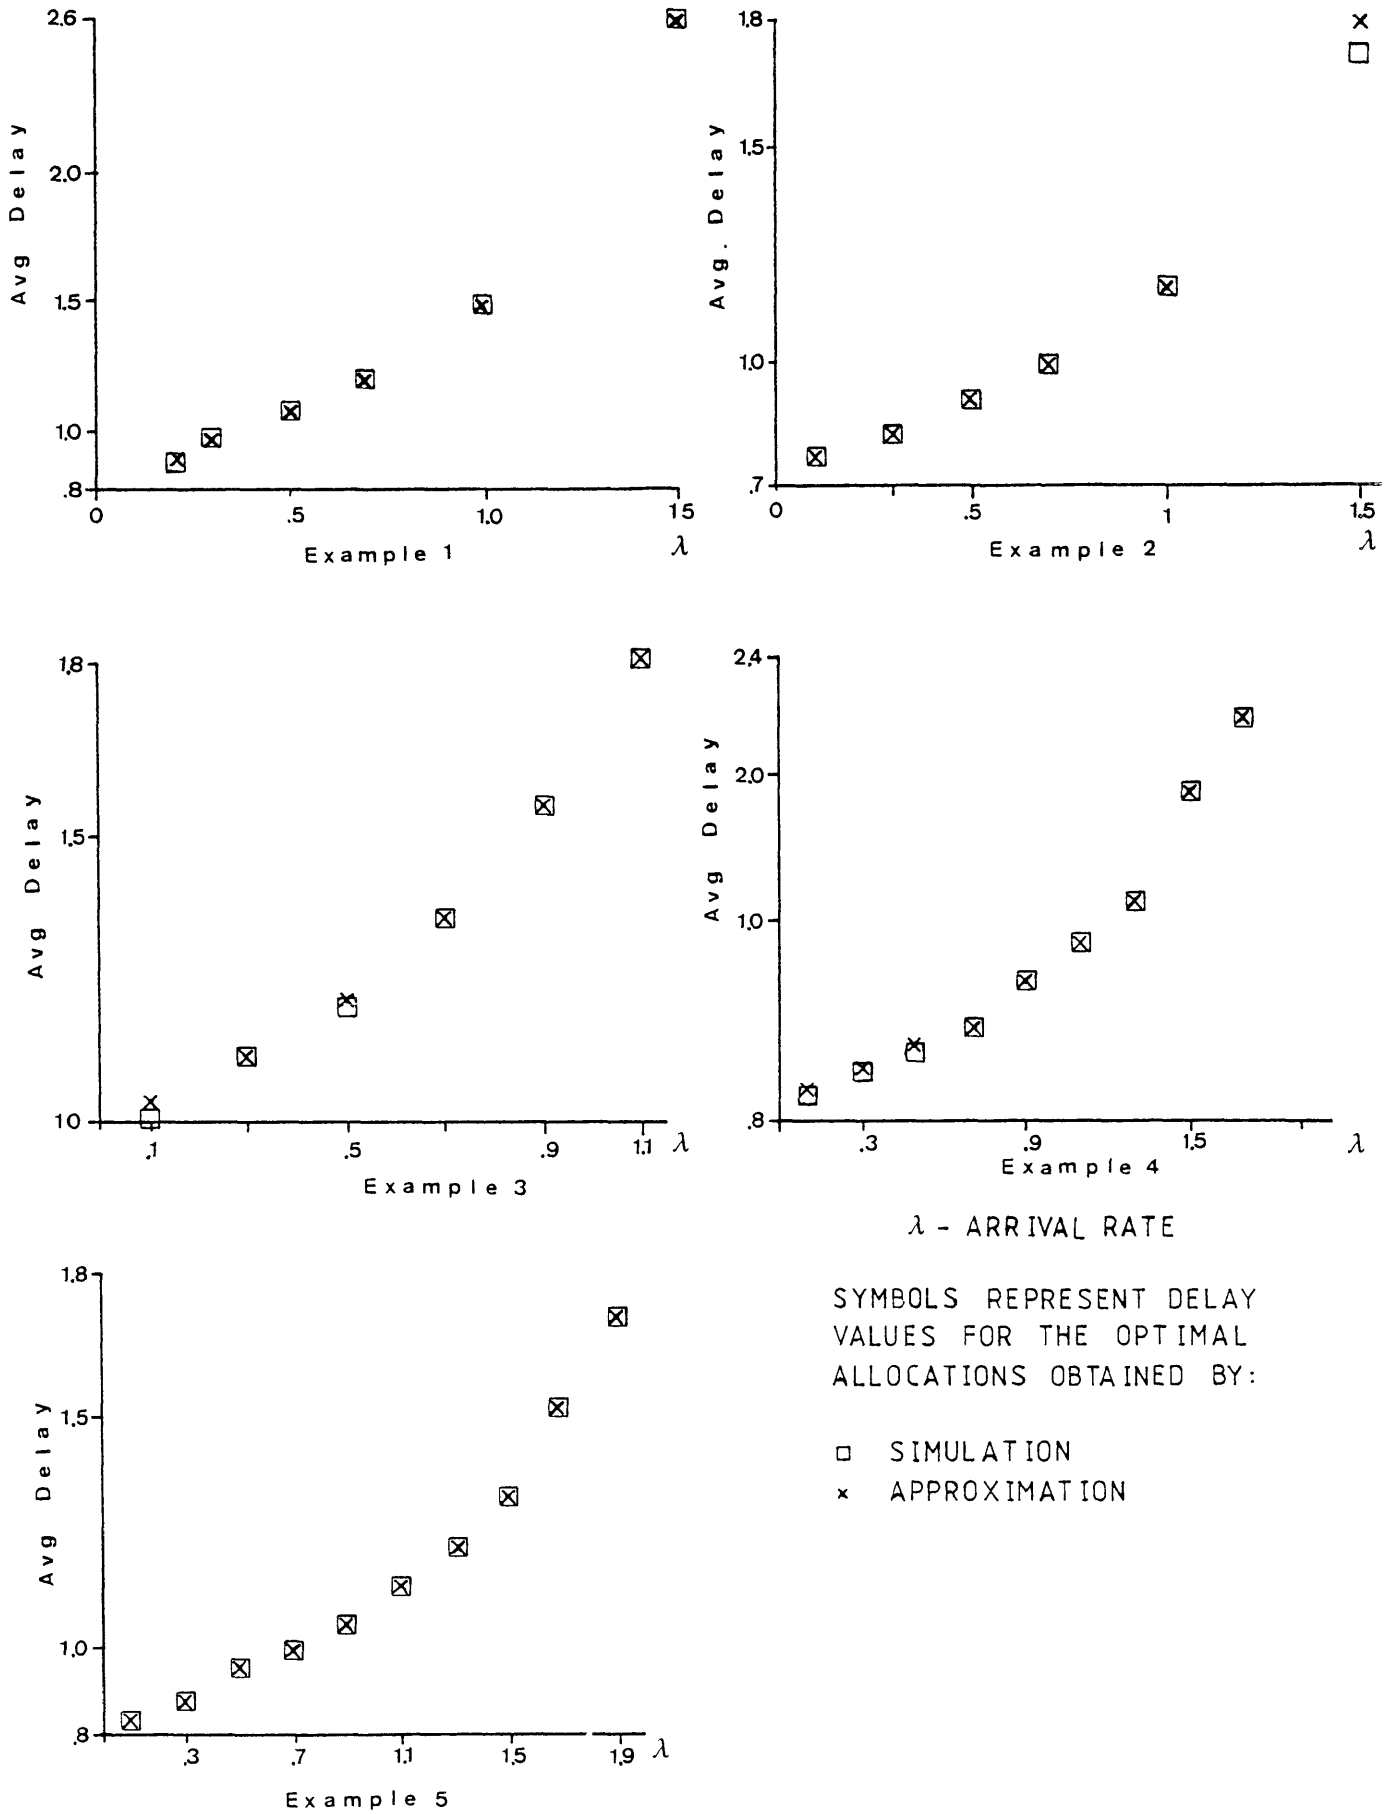 2.6
2.0
1.5
1.0
.8
Avg Delay
0 .5 1.0 15
λ
Example 1
1.8
1.5
1.0
.7
Avg. Delay
0 .5 1 1.5
λ
Example 2
1.8
1.5
10
Avg Delay
.1 .5 .9 1.1 λ
Example 3
2.4
2.0
1.0
.8
Avg Delay
.3 .9 1.5 λ
Example 4
λ - ARRIVAL RATE
SYMBOLS REPRESENT DELAY
VALUES FOR THE OPTIMAL
ALLOCATIONS OBTAINED BY:
□ SIMULATION
× APPROXIMATION
1.8
1.5
1.0
.8
Avg Delay
.3 .7 1.1 1.5 1.9 λ
Example 5